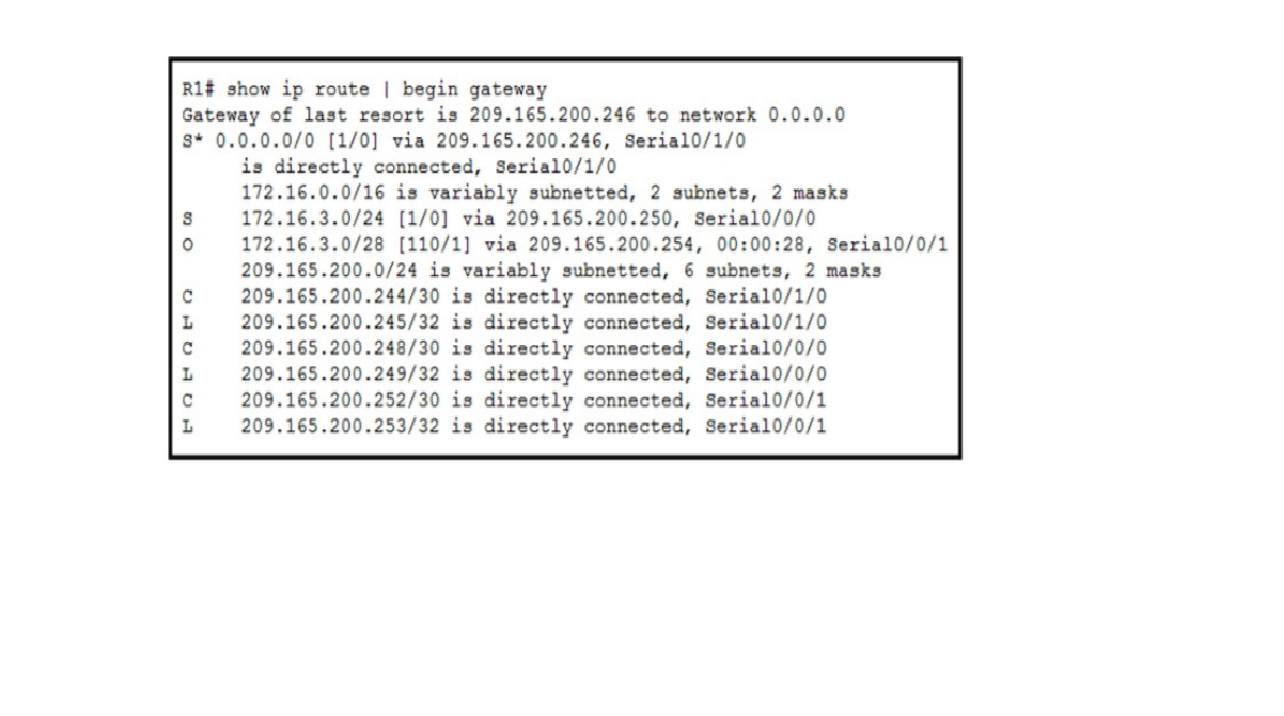 R1# show ip route | begin gateway
Gateway of last resort is 209.165.200.246 to network 0.0.0.0
S* 0.0.0.0/0 [1/0] via 209.165.200.246, Serial0/1/0
is directly connected, Serial0/1/0
172.16.0.0/16 is variably subnetted, 2 subnets, 2 masks
S 172.16.3.0/24 [1/0] via 209.165.200.250, Serial0/0/0
O 172.16.3.0/28 [110/1] via 209.165.200.254, 00:00:28, Serial0/0/1
209.165.200.0/24 is variably subnetted, 6 subnets, 2 masks
C 209.165.200.244/30 is directly connected, Serial0/1/0
L 209.165.200.245/32 is directly connected, Serial0/1/0
C 209.165.200.248/30 is directly connected, Serial0/0/0
L 209.165.200.249/32 is directly connected, Serial0/0/0
C 209.165.200.252/30 is directly connected, Serial0/0/1
L 209.165.200.253/32 is directly connected, Serial0/0/1